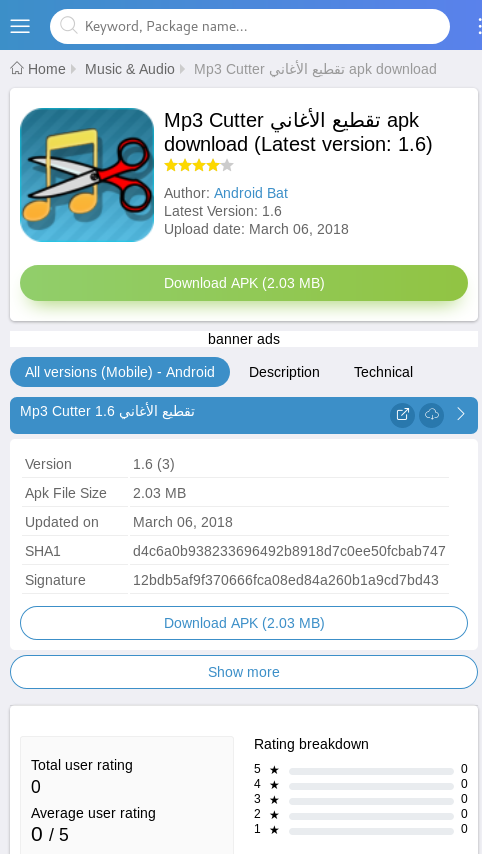 Keyword, Package name...
Home Music & Audio Mp3 Cutter تقطيع الأغاني apk download
Mp3 Cutter تقطيع الأغاني apk
download (Latest version: 1.6)
Author: Android Bat
Latest Version: 1.6
Upload date: March 06, 2018
Download APK (2.03 MB)
banner ads
All versions (Mobile) - Android Description Technical
Mp3 Cutter 1.6 تقطيع الأغاني
Version 1.6 (3)
Apk File Size 2.03 MB
Updated on March 06, 2018
SHA1 d4c6a0b938233696492b8918d7c0ee50fcbab747
Signature 12bdb5af9f370666fca08ed84a260b1a9cd7bd43
Download APK (2.03 MB)
Show more
Rating breakdown
Total user rating
0
Average user rating
0 / 5
5 ★ 0
4 ★ 0
3 ★ 0
2 ★ 0
1 ★ 0